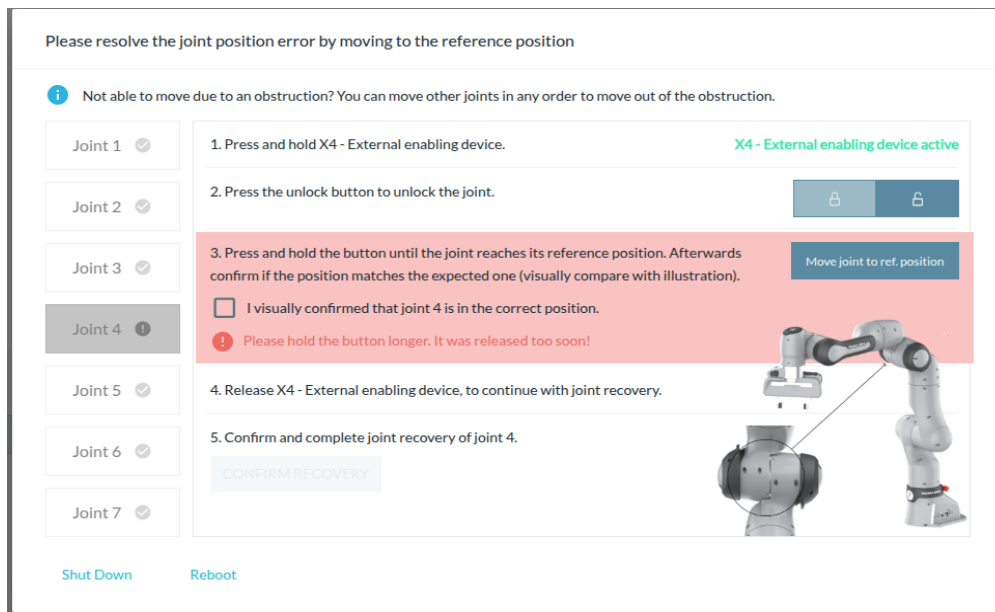 Please resolve the joint position error by moving to the reference position
Not able to move due to an obstruction? You can move other joints in any order to move out of the obstruction.
Joint 1
Joint 2
Joint 3
Joint 4
Joint 5
Joint 6
Joint 7
1. Press and hold X4 - External enabling device.
X4 - External enabling device active
2. Press the unlock button to unlock the joint.
3. Press and hold the button until the joint reaches its reference position. Afterwards
confirm if the position matches the expected one (visually compare with illustration).
Move joint to ref. position
I visually confirmed that joint 4 is in the correct position.
Please hold the button longer. It was released too soon!
4. Release X4 - External enabling device, to continue with joint recovery.
5. Confirm and complete joint recovery of joint 4.
CONFIRM RECOVERY
Shut Down
Reboot